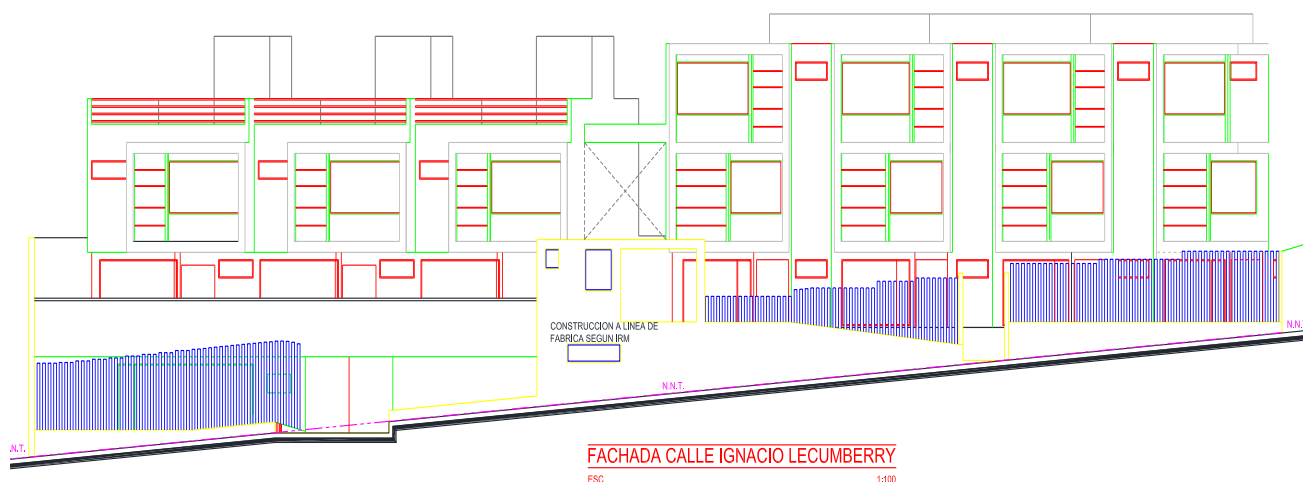 CONSTRUCCION A LINEA DE
FABRICA SEGUN IRM
N.N.T.
N.N.T.
N.N.T.
FACHADA CALLE IGNACIO LECUMBERRY
ESC 1:100